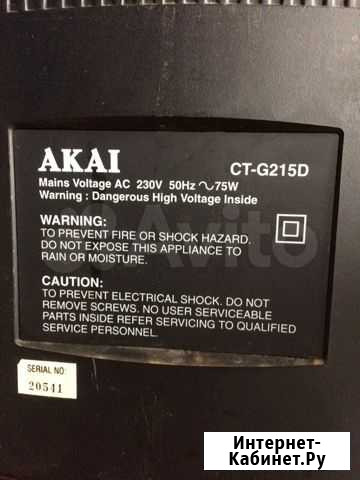 AKAI
CT-G215D
Mains Voltage AC 230V 50Hz ～75W
Warning : Dangerous High Voltage Inside
WARNING:
TO PREVENT FIRE OR SHOCK HAZARD.
DO NOT EXPOSE THIS APPLIANCE TO
RAIN OR MOISTURE.
CAUTION:
TO PREVENT ELECTRICAL SHOCK. DO NOT
REMOVE SCREWS. NO USER SERVICEABLE
PARTS INSIDE REFER SERVICING TO QUALIFIED
SERVICE PERSONNEL.
SERIAL NO:
20541
Avito
Интернет-
Кабинет.Ру